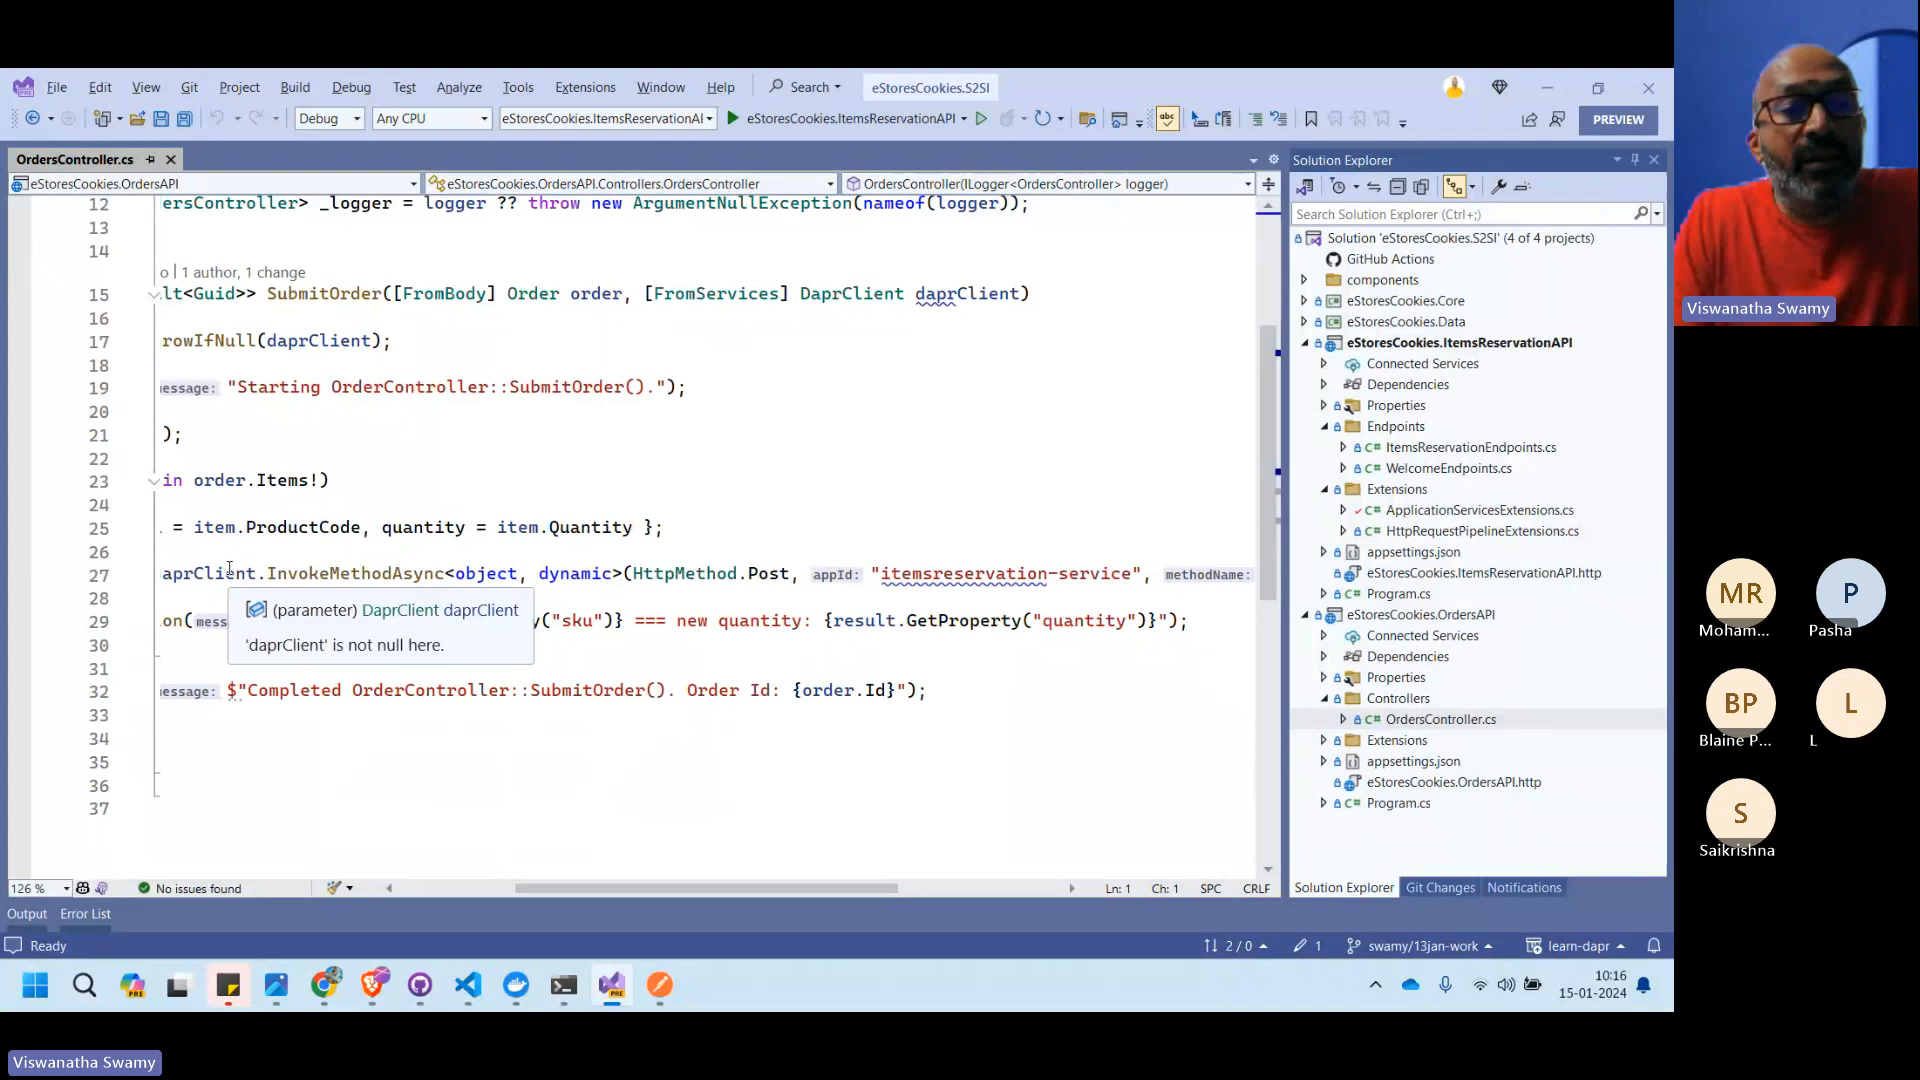 File Edit View Git Project Build Debug Test Analyze Tools Extensions Window Help Search eStoresCookies.S2SI
Debug Any CPU eStoresCookies.ItemsReservationAI eStoresCookies.ItemsReservationAPI PREVIEW
OrdersController.cs
eStoresCookies.OrdersAPI eStoresCookies.OrdersAPI.Controllers.OrdersController OrdersController(ILogger<OrdersController> logger)
12 ersController> _logger = logger ?? throw new ArgumentNullException(nameof(logger));
13
14
o | 1 author, 1 change
15 lt<Guid>> SubmitOrder([FromBody] Order order, [FromServices] DaprClient daprClient)
16
17 rowIfNull(daprClient);
18
19 essage: "Starting OrderController::SubmitOrder().");
20
21 );
22
23 in order.Items!)
24
25 = item.ProductCode, quantity = item.Quantity };
26
27 aprClient.InvokeMethodAsync<object, dynamic>(HttpMethod.Post, appId: "itemsreservation-service", methodName:
28
(parameter) DaprClient daprClient
'daprClient' is not null here.
29 on(mess y("sku")} === new quantity: {result.GetProperty("quantity")}");
30
31
32 essage: $"Completed OrderController::SubmitOrder(). Order Id: {order.Id}");
33
34
35
36
37
126 % No issues found Ln: 1 Ch: 1 SPC CRLF
Output Error List
Ready 2 / 0 1 swamy/13jan-work learn-dapr
Solution Explorer
Search Solution Explorer (Ctrl+;)
Solution 'eStoresCookies.S2SI' (4 of 4 projects)
GitHub Actions
components
eStoresCookies.Core
eStoresCookies.Data
eStoresCookies.ItemsReservationAPI
Connected Services
Dependencies
Properties
Endpoints
C# ItemsReservationEndpoints.cs
C# WelcomeEndpoints.cs
Extensions
C# ApplicationServicesExtensions.cs
C# HttpRequestPipelineExtensions.cs
appsettings.json
eStoresCookies.ItemsReservationAPI.http
C# Program.cs
eStoresCookies.OrdersAPI
Connected Services
Dependencies
Properties
Controllers
C# OrdersController.cs
Extensions
appsettings.json
eStoresCookies.OrdersAPI.http
C# Program.cs
Solution Explorer Git Changes Notifications
10:16
15-01-2024
Viswanatha Swamy
Viswanatha Swamy
MR
Moham...
P
Pasha
BP
Blaine P...
L
L
S
Saikrishna